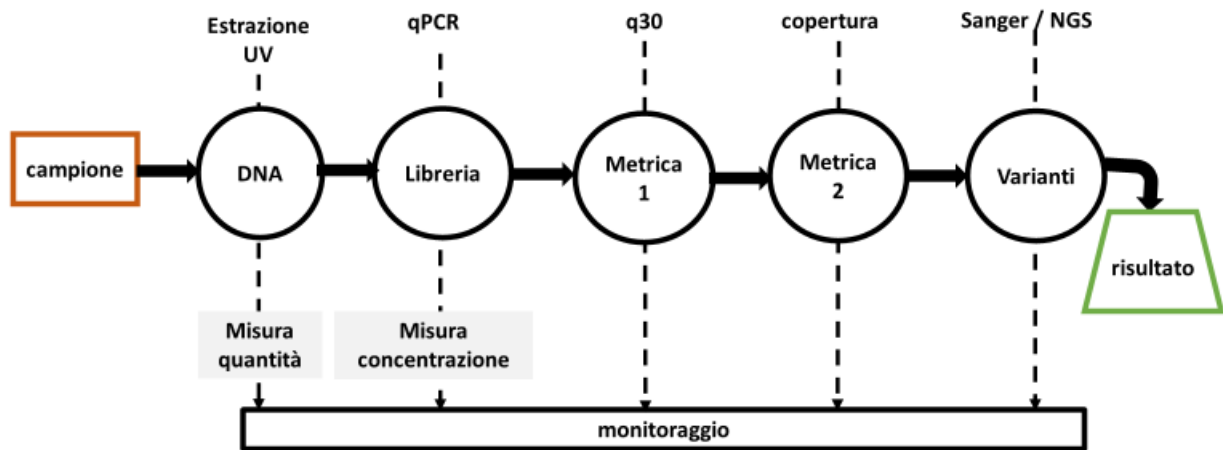 Estrazione
UV
qPCR
q30
copertura
Sanger / NGS
campione
DNA
Libreria
Metrica
1
Metrica
2
Varianti
risultato
Misura
quantità
Misura
concentrazione
monitoraggio